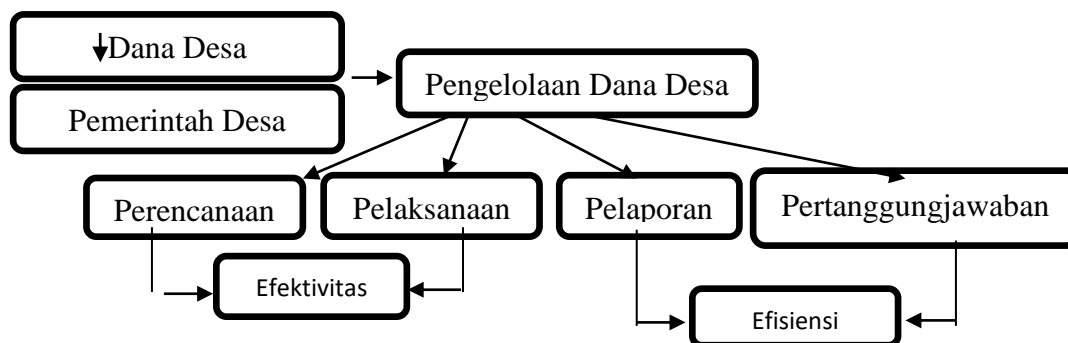 Dana Desa
Pengelolaan Dana Desa
Pemerintah Desa
Perencanaan
Pelaksanaan
Pelaporan
Pertanggungjawaban
Efektivitas
Efisiensi